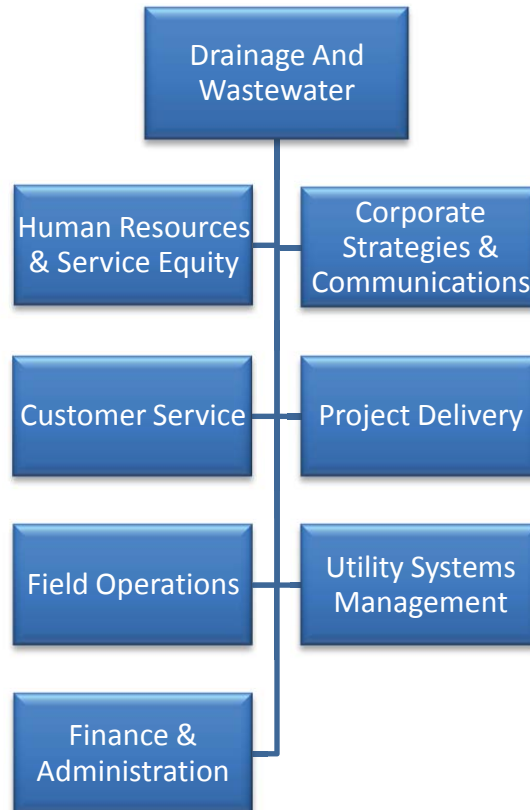 Drainage And
Wastewater
Human Resources
& Service Equity
Corporate
Strategies &
Communications
Customer Service
Project Delivery
Field Operations
Utility Systems
Management
Finance &
Administration